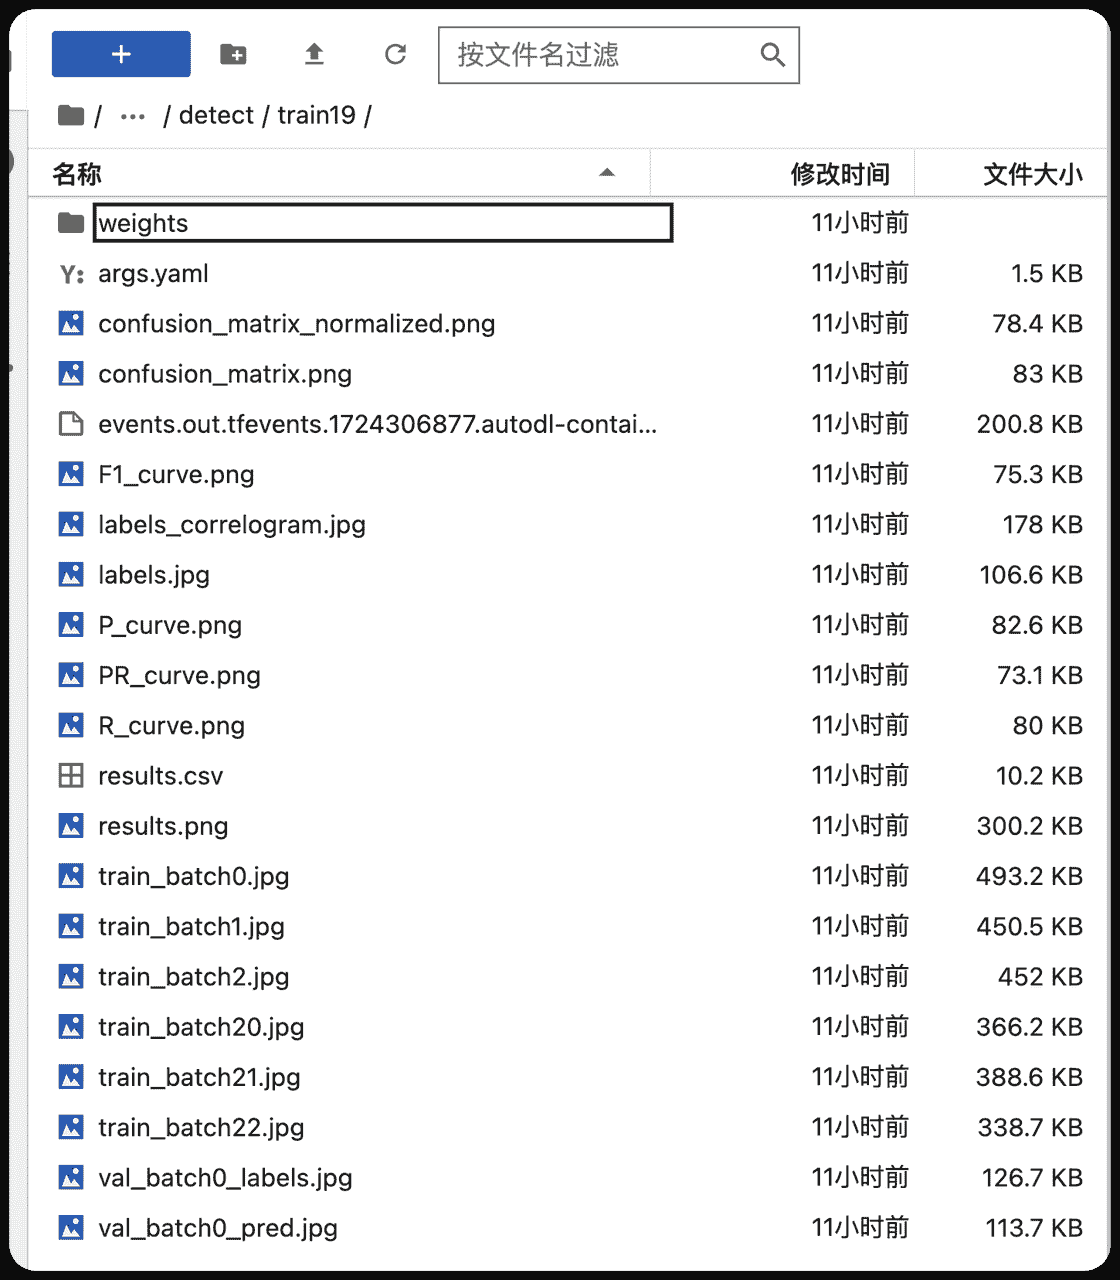 +
按文件名过滤
/ ··· / detect / train19 /
名称 修改时间 文件大小
weights 11小时前
Y: args.yaml 11小时前 1.5 KB
confusion_matrix_normalized.png 11小时前 78.4 KB
confusion_matrix.png 11小时前 83 KB
events.out.tfevents.1724306877.autodl-contai... 11小时前 200.8 KB
F1_curve.png 11小时前 75.3 KB
labels_correlogram.jpg 11小时前 178 KB
labels.jpg 11小时前 106.6 KB
P_curve.png 11小时前 82.6 KB
PR_curve.png 11小时前 73.1 KB
R_curve.png 11小时前 80 KB
results.csv 11小时前 10.2 KB
results.png 11小时前 300.2 KB
train_batch0.jpg 11小时前 493.2 KB
train_batch1.jpg 11小时前 450.5 KB
train_batch2.jpg 11小时前 452 KB
train_batch20.jpg 11小时前 366.2 KB
train_batch21.jpg 11小时前 388.6 KB
train_batch22.jpg 11小时前 338.7 KB
val_batch0_labels.jpg 11小时前 126.7 KB
val_batch0_pred.jpg 11小时前 113.7 KB